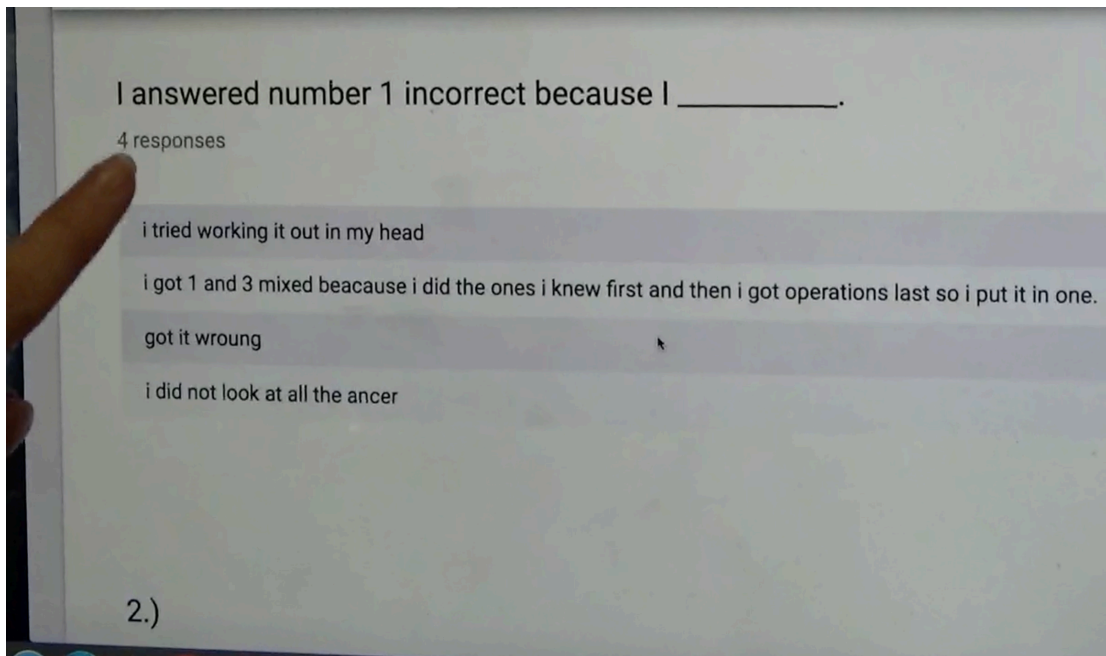 I answered number 1 incorrect because I ___________.
4 responses
i tried working it out in my head
i got 1 and 3 mixed beacause i did the ones i knew first and then i got operations last so i put it in one.
got it wroung
i did not look at all the ancer
2.)